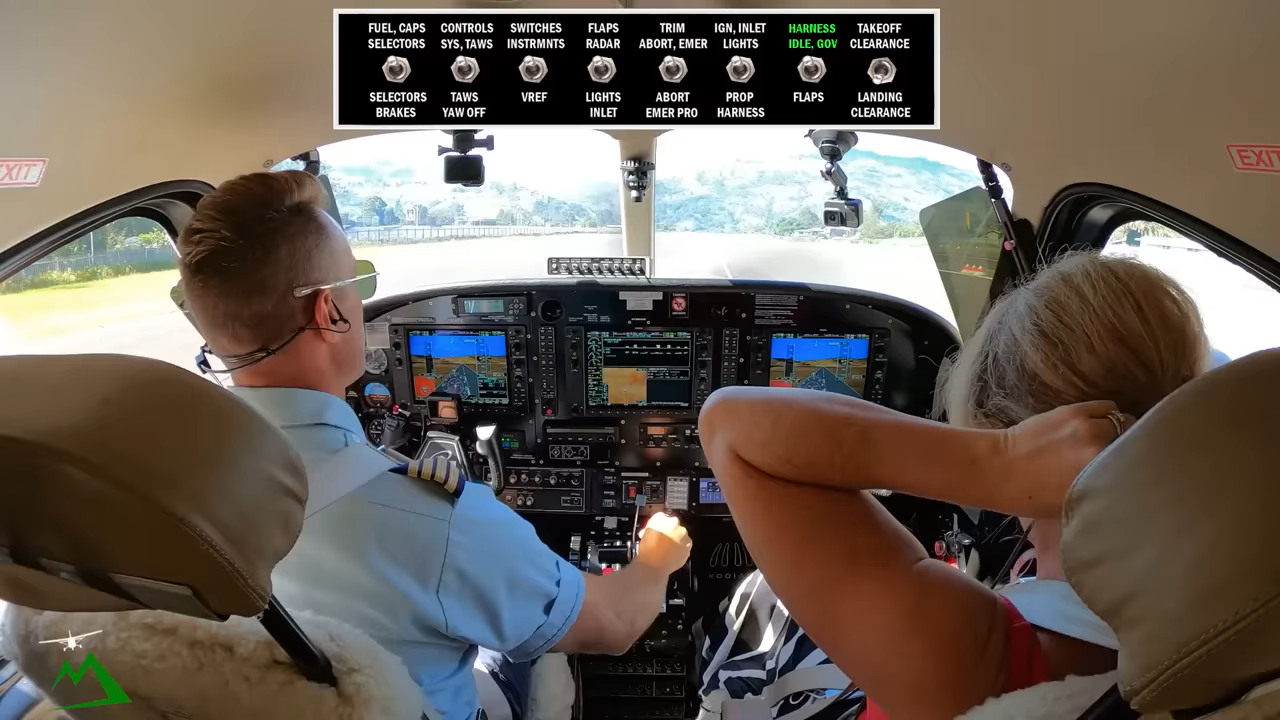 FUEL, CAPS
SELECTORS
CONTROLS
SYS, TAWS
SWITCHES
INSTRMNTS
FLAPS
RADAR
TRIM
ABORT, EMER
IGN, INLET
LIGHTS
HARNESS
IDLE, GOV
TAKEOFF
CLEARANCE
SELECTORS
BRAKES
TAWS
YAW OFF
VREF
LIGHTS
INLET
ABORT
EMER PRO
PROP
HARNESS
FLAPS
LANDING
CLEARANCE
EXIT
EXIT